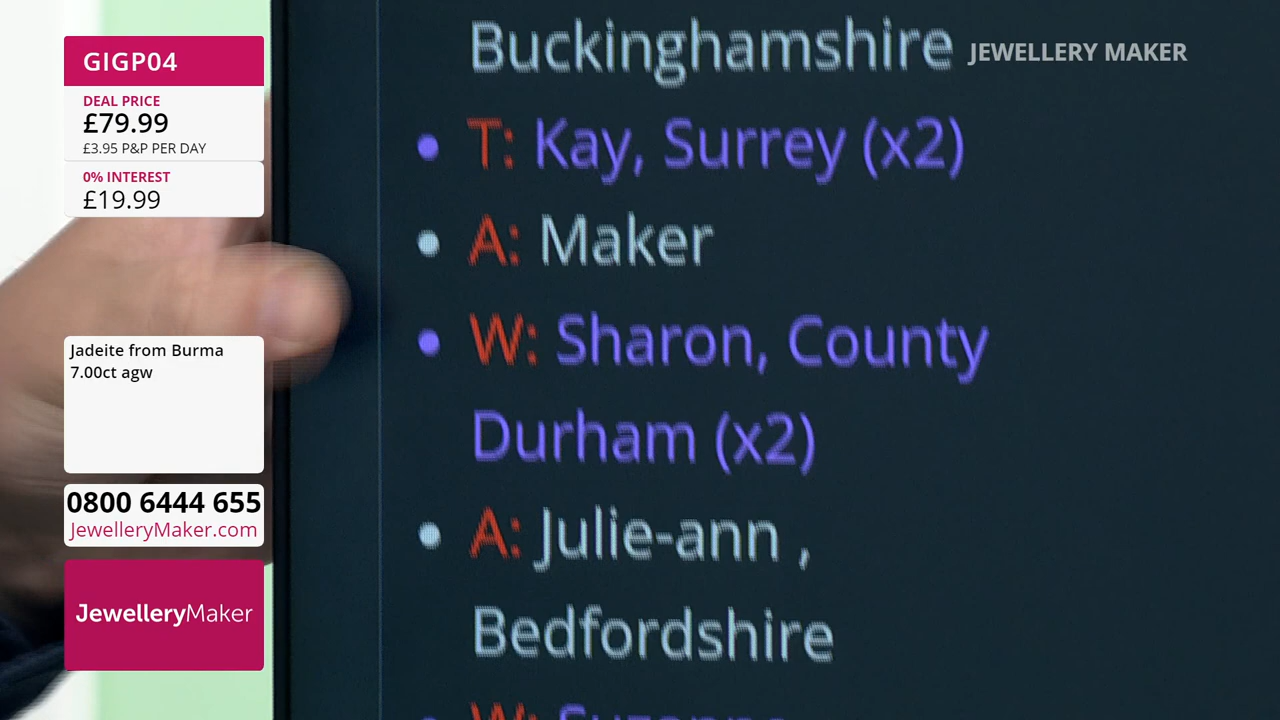 GIGP04
DEAL PRICE
£79.99
£3.95 P&P PER DAY
0% INTEREST
£19.99
Jadeite from Burma
7.00ct agw
0800 6444 655
JewelleryMaker.com
JewelleryMaker
JEWELLERY MAKER
Buckinghamshire
• T: Kay, Surrey (x2)
• A: Maker
• W: Sharon, County
Durham (x2)
• A: Julie-ann ,
Bedfordshire
W: Suzanne